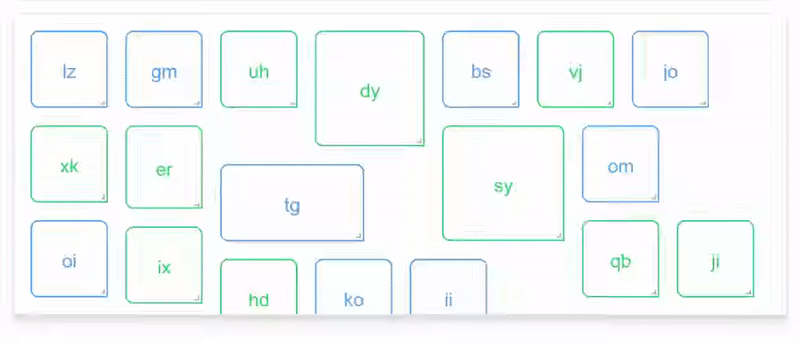 lz gm uh dy bs vj jo
xk er tg sy om
oi ix hd ko ii qb ji